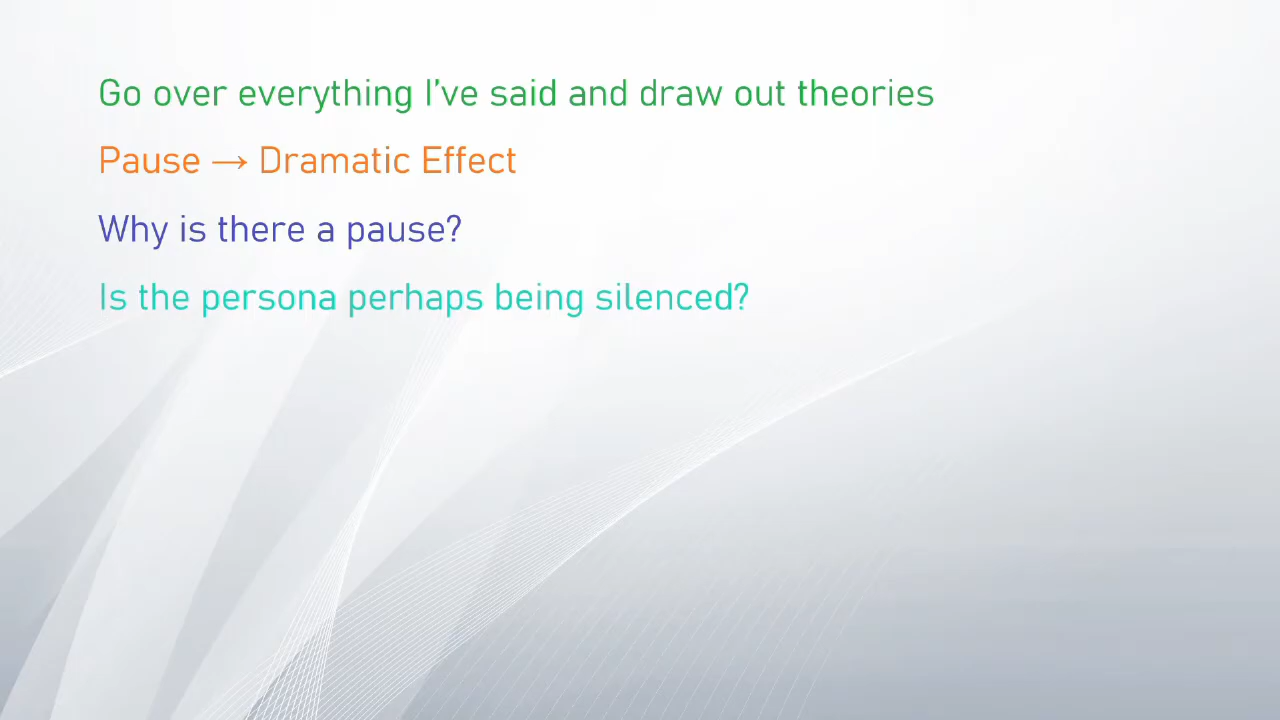 Go over everything I’ve said and draw out theories
Pause → Dramatic Effect
Why is there a pause?
Is the persona perhaps being silenced?